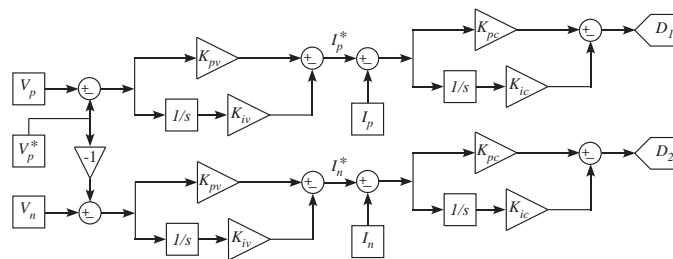 V_p
K_pv
1/s
K_iv
I_p^*
I_p
K_pc
1/s
K_ic
D_1
V_p^*
-1
V_n
K_pv
1/s
K_iv
I_n^*
I_n
K_pc
1/s
K_ic
D_2